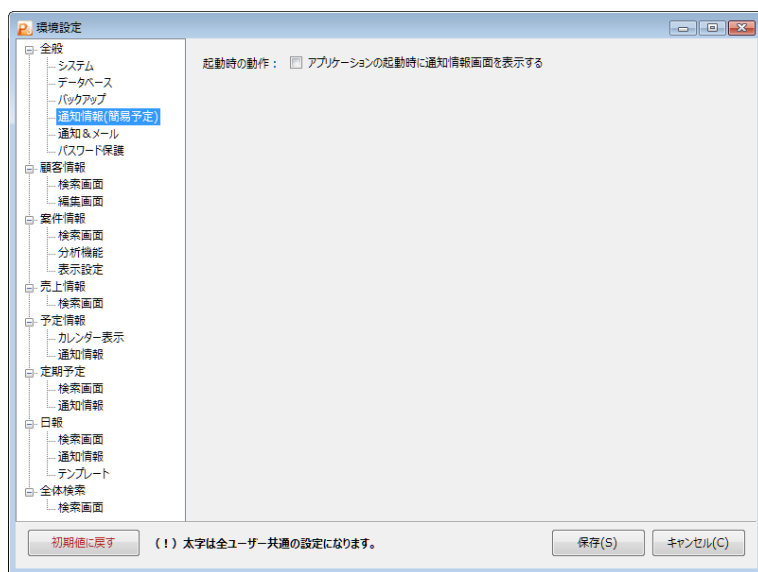 環境設定
全般
システム
データベース
バックアップ
通知情報(簡易予定)
通知&メール
パスワード保護
顧客情報
検索画面
編集画面
案件情報
検索画面
分析機能
表示設定
売上情報
検索画面
予定情報
カレンダー表示
通知情報
定期予定
検索画面
通知情報
日報
検索画面
通知情報
テンプレート
全体検索
検索画面
起動時の動作： アプリケーションの起動時に通知情報画面を表示する
初期値に戻す (！) 太字は全ユーザー共通の設定になります。 保存(S) キャンセル(C)